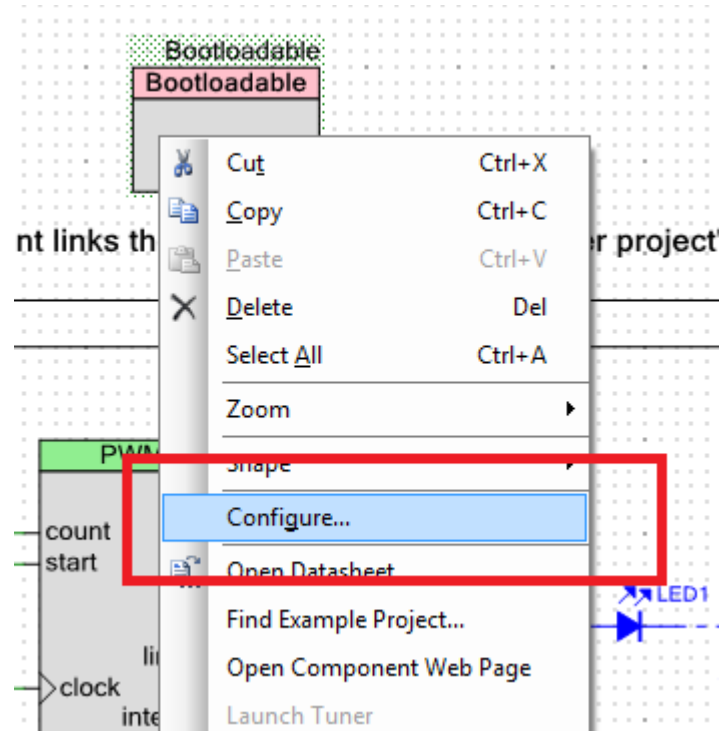 Bootloadable
Bootloadable
Cut Ctrl+X
Copy Ctrl+C
nt links th
r project"
Paste Ctrl+V
Delete Del
Select All Ctrl+A
Zoom
PWM
Shape
Configure...
count
start
Open Datasheet
LED1
Find Example Project...
Open Component Web Page
clock
Launch Tuner